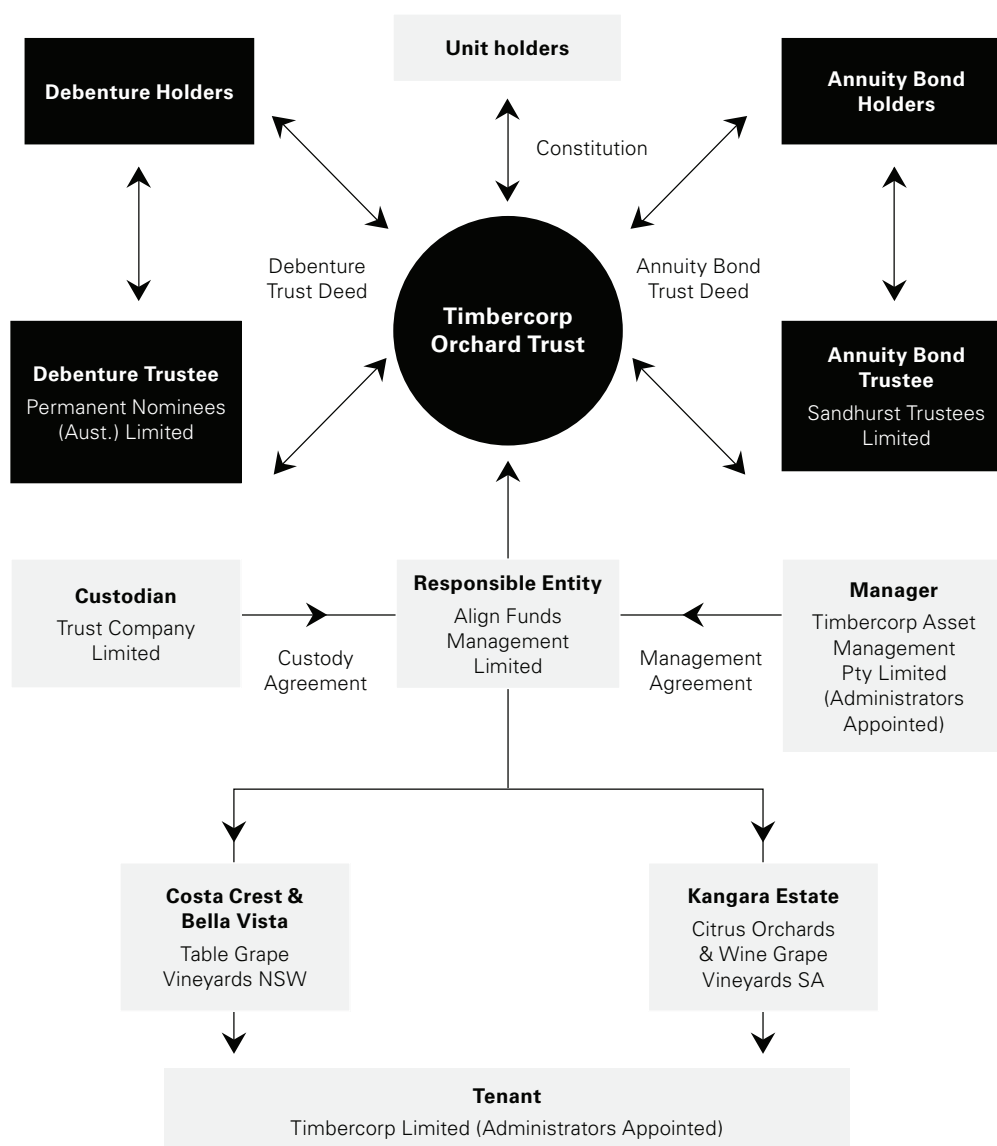 Unit holders
Debenture Holders
Annuity Bond
Holders
Constitution
Debenture
Trust Deed
Annuity Bond
Trust Deed
Timbercorp
Orchard Trust
Debenture Trustee
Permanent Nominees
(Aust.) Limited
Annuity Bond
Trustee
Sandhurst Trustees
Limited
Custodian
Trust Company
Limited
Custody
Agreement
Responsible Entity
Align Funds
Management
Limited
Management
Agreement
Manager
Timbercorp Asset
Management
Pty Limited
(Administrators
Appointed)
Costa Crest &
Bella Vista
Table Grape
Vineyards NSW
Kangara Estate
Citrus Orchards
& Wine Grape
Vineyards SA
Tenant
Timbercorp Limited (Administrators Appointed)